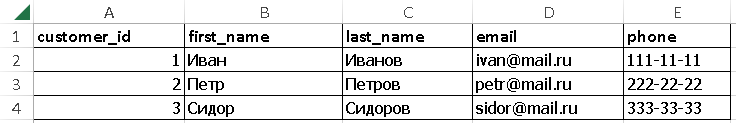 A B C D E
1 customer_id first_name last_name email phone
2 1 Иван Иванов ivan@mail.ru 111-11-11
3 2 Петр Петров petr@mail.ru 222-22-22
4 3 Сидор Сидоров sidor@mail.ru 333-33-33